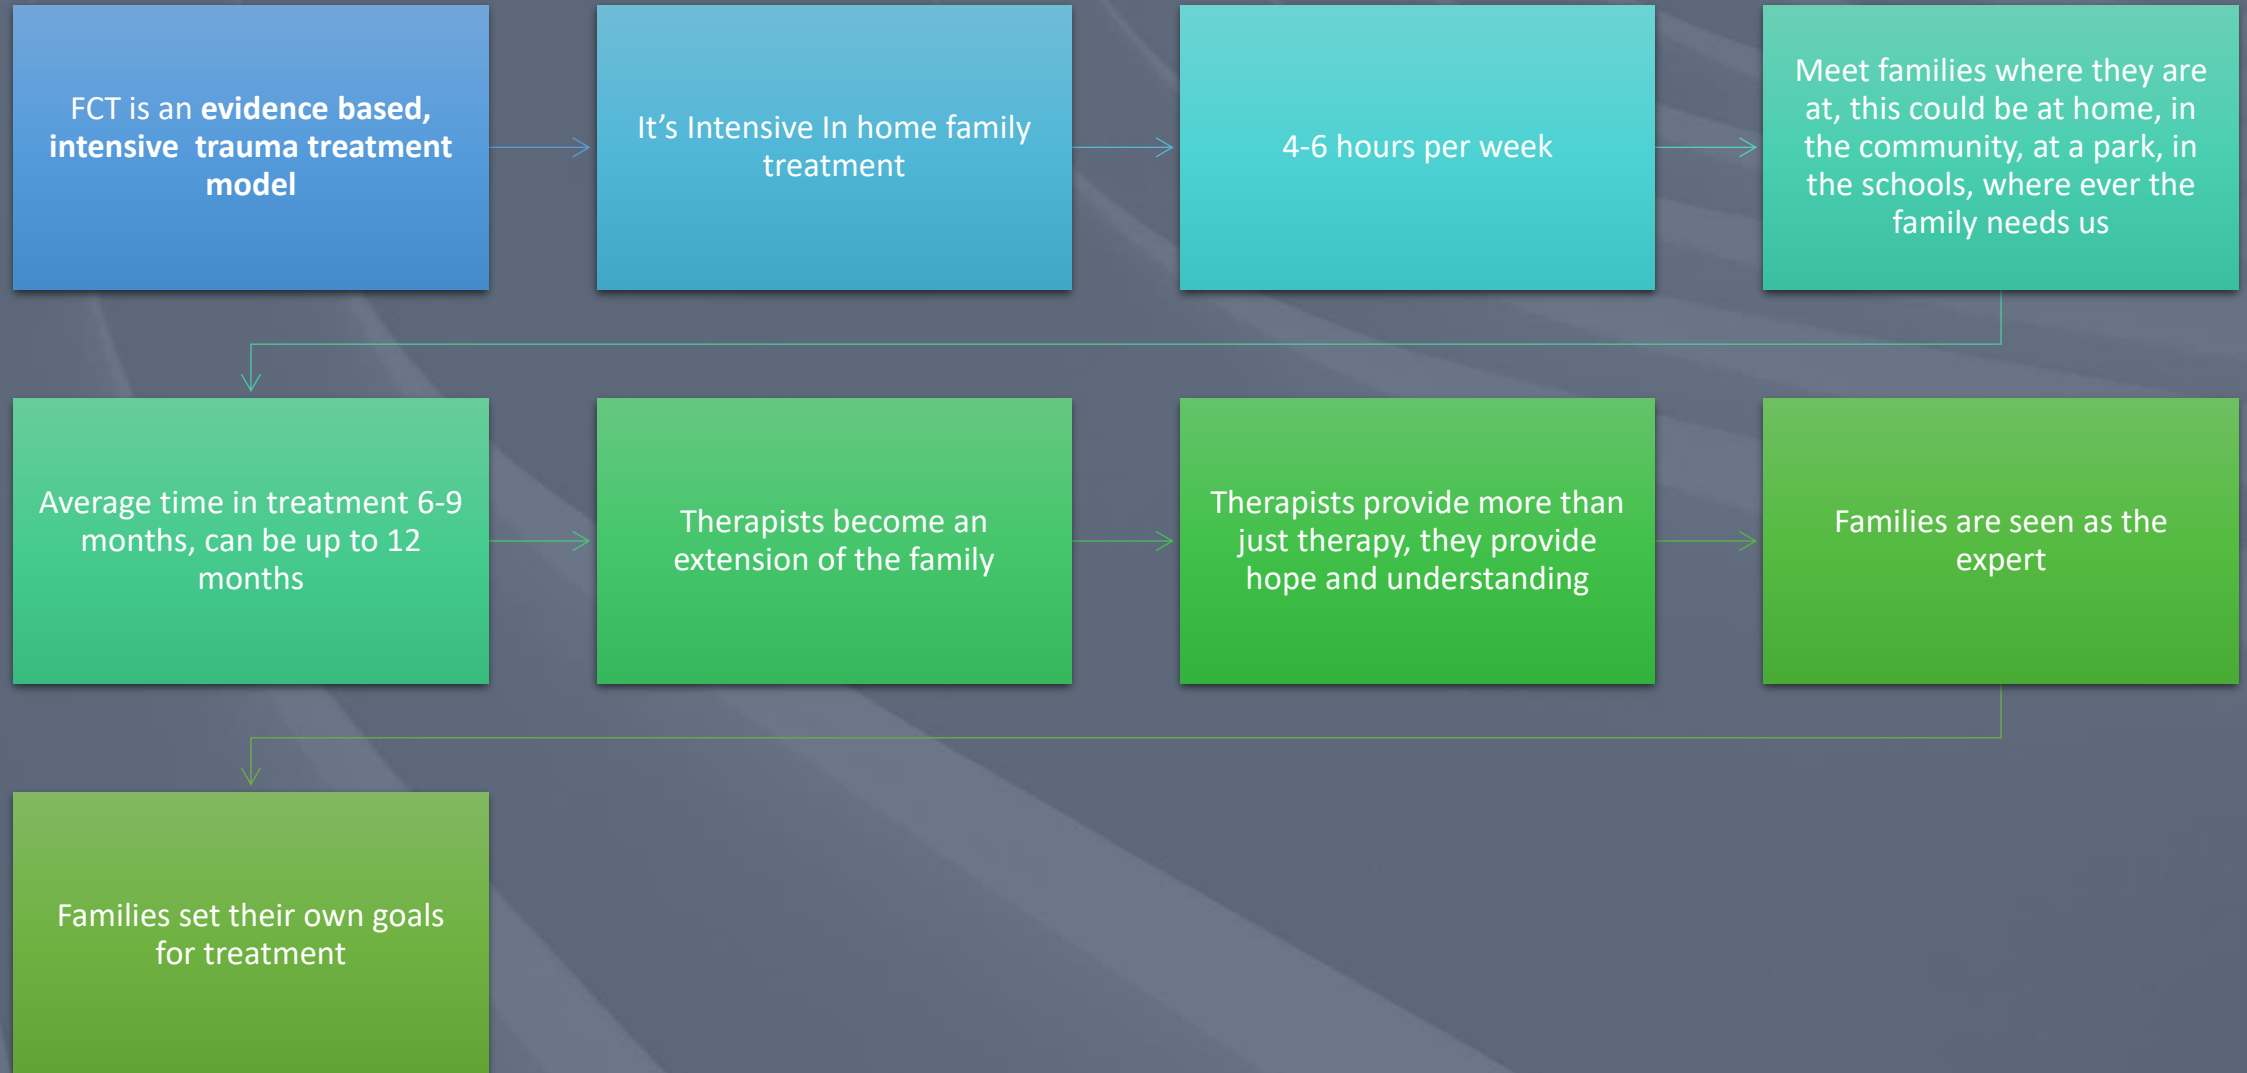 FCT is an evidence based,
intensive  trauma treatment
model
It’s Intensive In home family
treatment
4-6 hours per week
Meet families where they are
at, this could be at home, in
the community, at a park, in
the schools, where ever the
family needs us
Average time in treatment 6-9
months, can be up to 12
months
Therapists become an
extension of the family
Therapists provide more than
just therapy, they provide
hope and understanding
Families are seen as the
expert
Families set their own goals
for treatment